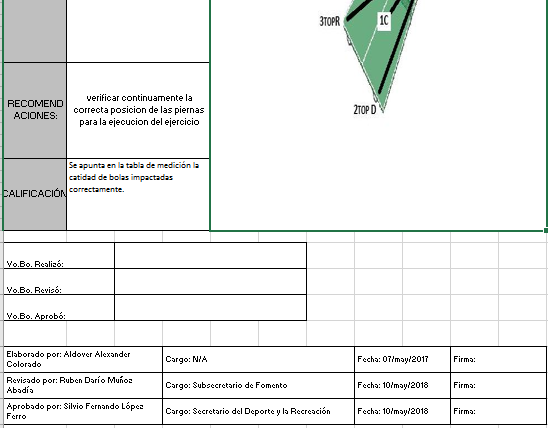 3TOPR
1C
2TOP D
RECOMEND
ACIONES:
verificar continuamente la
correcta posicion de las piernas
para la ejecucion del ejercicio
CALIFICACIÓN
Se apunta en la tabla de medición la
catidad de bolas impactadas
correctamente.
Vo.Bo. Realizó:
Vo.Bo. Revisó:
Vo.Bo. Aprobó:
Elaborado por: Aldover Alexander
Colorado
Cargo: N/A
Fecha: 07/may/2017
Firma:
Revisado por: Ruben Darío Muñoz
Abadía
Cargo: Subsecretario de Fomento
Fecha: 10/may/2018
Firma:
Aprobado por: Silvio Fernando López
Ferro
Cargo: Secretario del Deporte y la Recreación
Fecha: 10/may/2018
Firma: